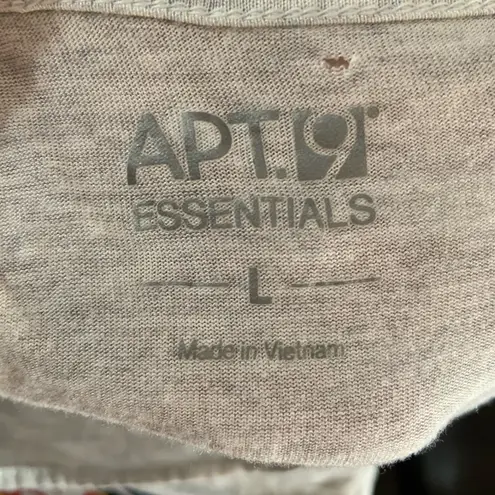 APT.9®
ESSENTIALS
L
Made in Vietnam